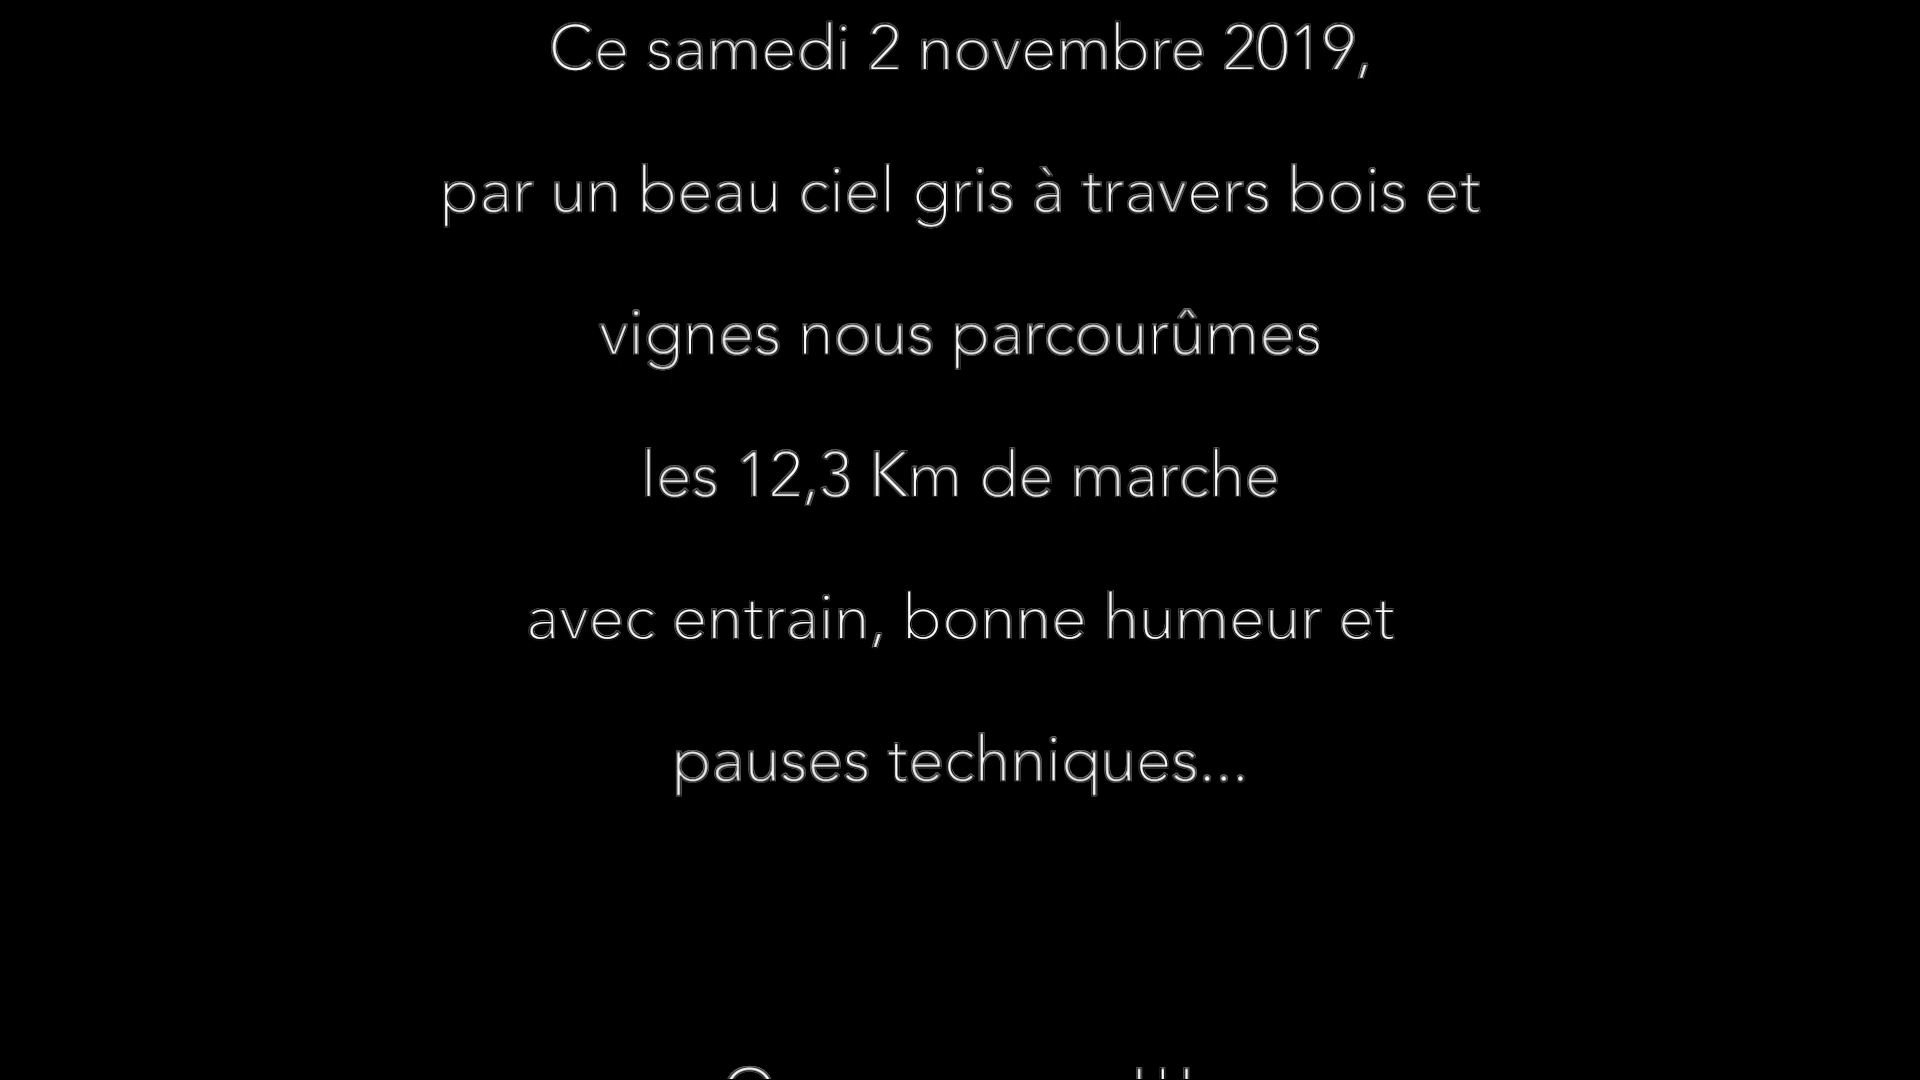 Ce samedi 2 novembre 2019,
par un beau ciel gris à travers bois et
vignes nous parcourûmes
les 12,3 Km de marche
avec entrain, bonne humeur et
pauses techniques...